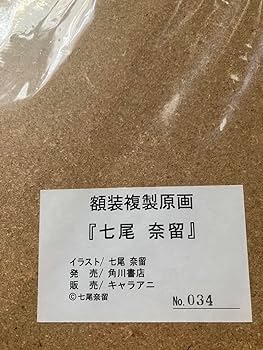 額装複製原画
『七尾 奈留』
イラスト/ 七尾 奈留
発 売/ 角川書店
販 売/ キャラアニ
©七尾奈留
No. 034